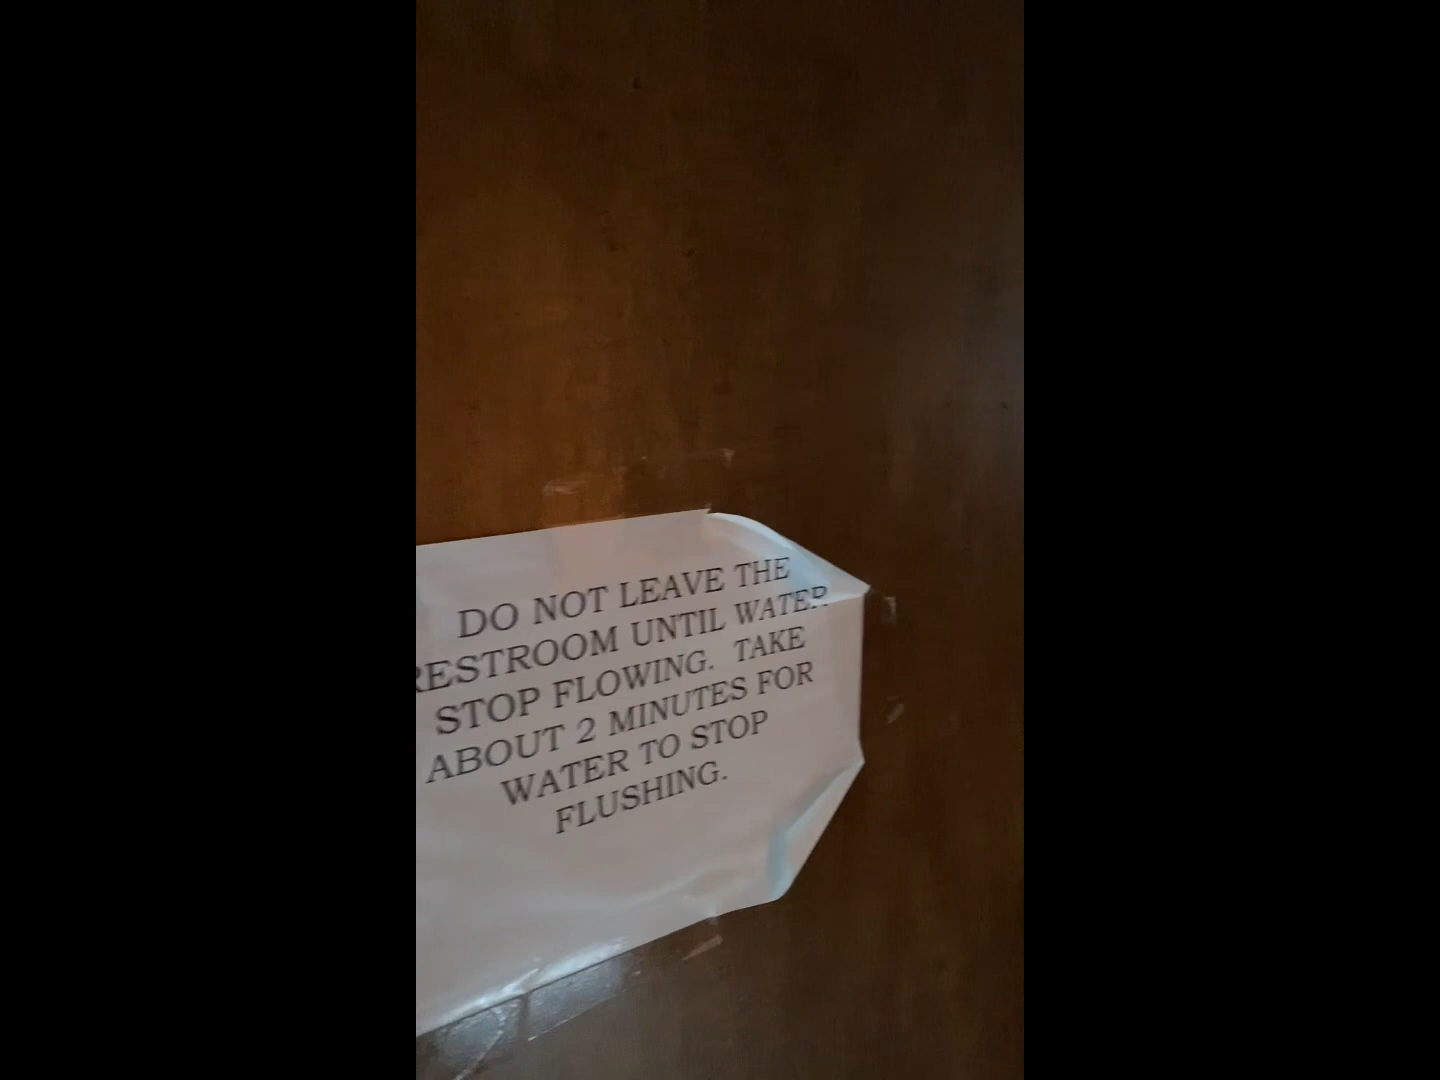 DO NOT LEAVE THE
RESTROOM UNTIL WATER
STOP FLOWING. TAKE
ABOUT 2 MINUTES FOR
WATER TO STOP
FLUSHING.